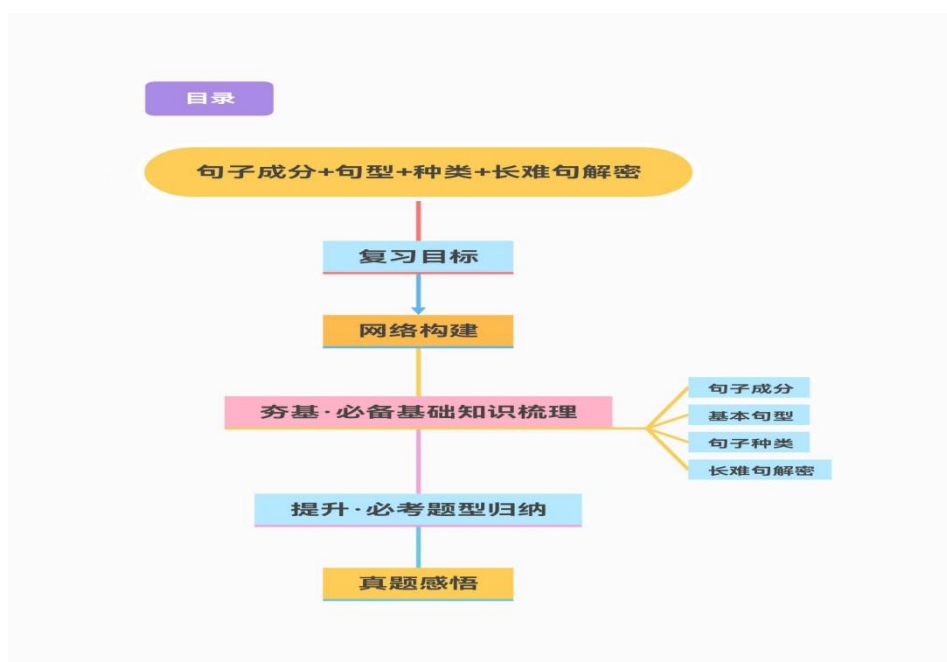 目录
句子成分+句型+种类+长难句解密
复习目标
网络构建
夯基·必备基础知识梳理
句子成分
基本句型
句子种类
长难句解密
提升·必考题型归纳
真题感悟